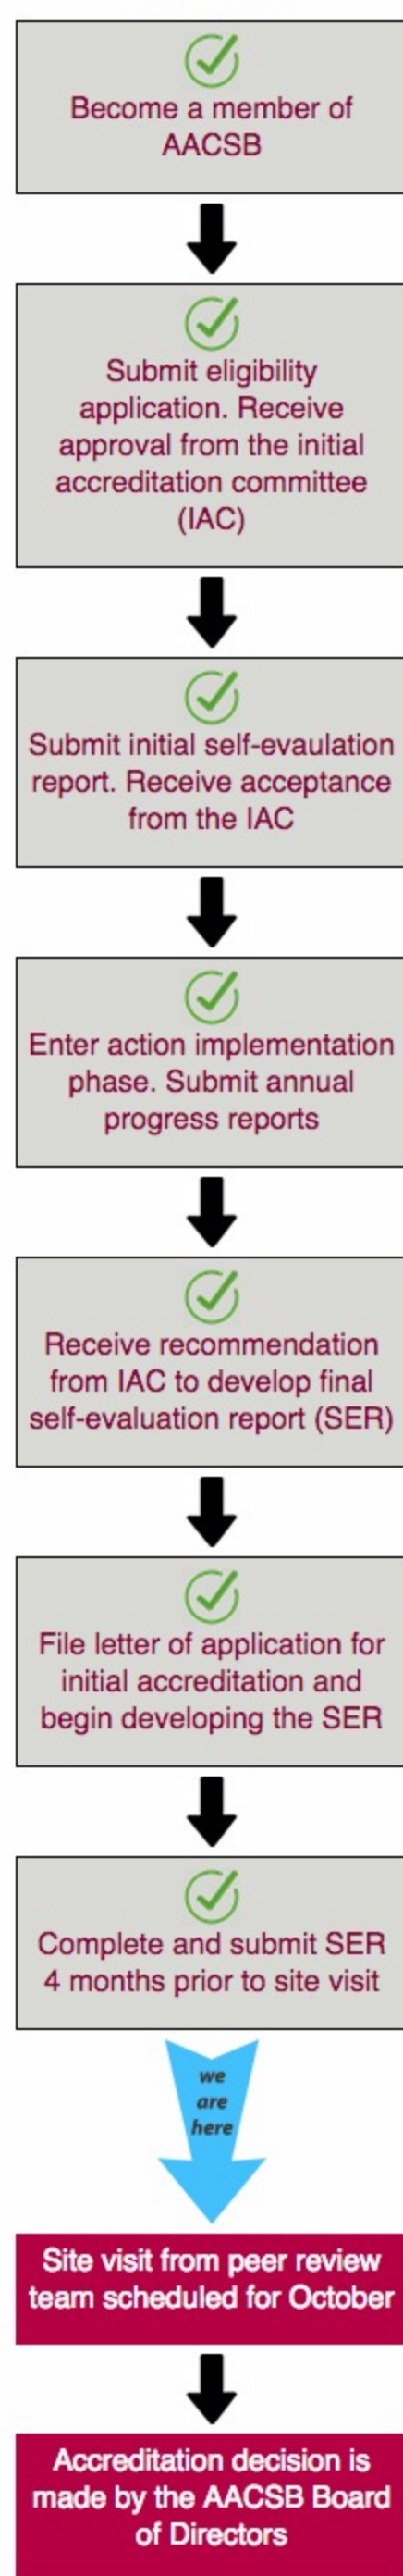 Become a member of
AACSB
Submit eligibility
application. Receive
approval from the initial
accreditation committee
(IAC)
Submit initial self-evaulation
report. Receive acceptance
from the IAC
Enter action implementation
phase. Submit annual
progress reports
Receive recommendation
from IAC to develop final
self-evaluation report (SER)
File letter of application for
initial accreditation and
begin developing the SER
Complete and submit SER
4 months prior to site visit
we
are
here
Site visit from peer review
team scheduled for October
Accreditation decision is
made by the AACSB Board
of Directors